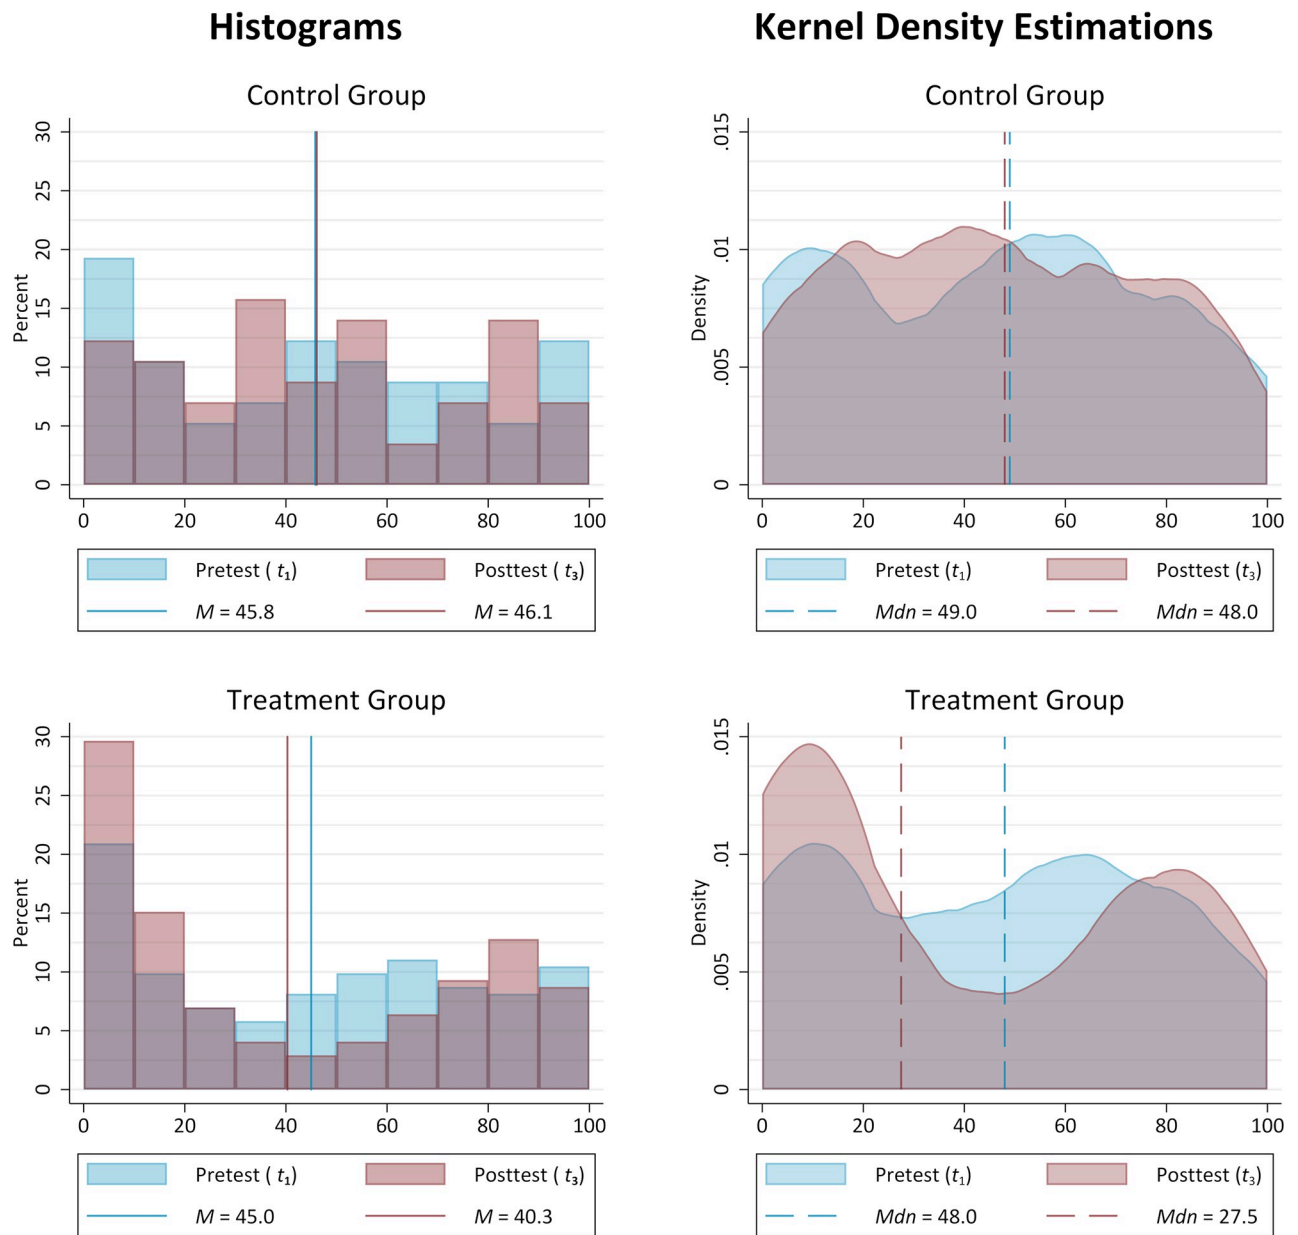 Histograms
Kernel Density Estimations
Control Group
30
25
20
15
10
5
0
Percent
0 20 40 60 80 100
Pretest ( t1) Posttest ( t3)
M = 45.8 M = 46.1
Control Group
.015
.01
.005
0
Density
0 20 40 60 80 100
Pretest (t1) Posttest (t3)
Mdn = 49.0 Mdn = 48.0
Treatment Group
30
25
20
15
10
5
0
Percent
0 20 40 60 80 100
Pretest ( t1) Posttest ( t3)
M = 45.0 M = 40.3
Treatment Group
.015
.01
.005
0
Density
0 20 40 60 80 100
Pretest (t1) Posttest (t3)
Mdn = 48.0 Mdn = 27.5